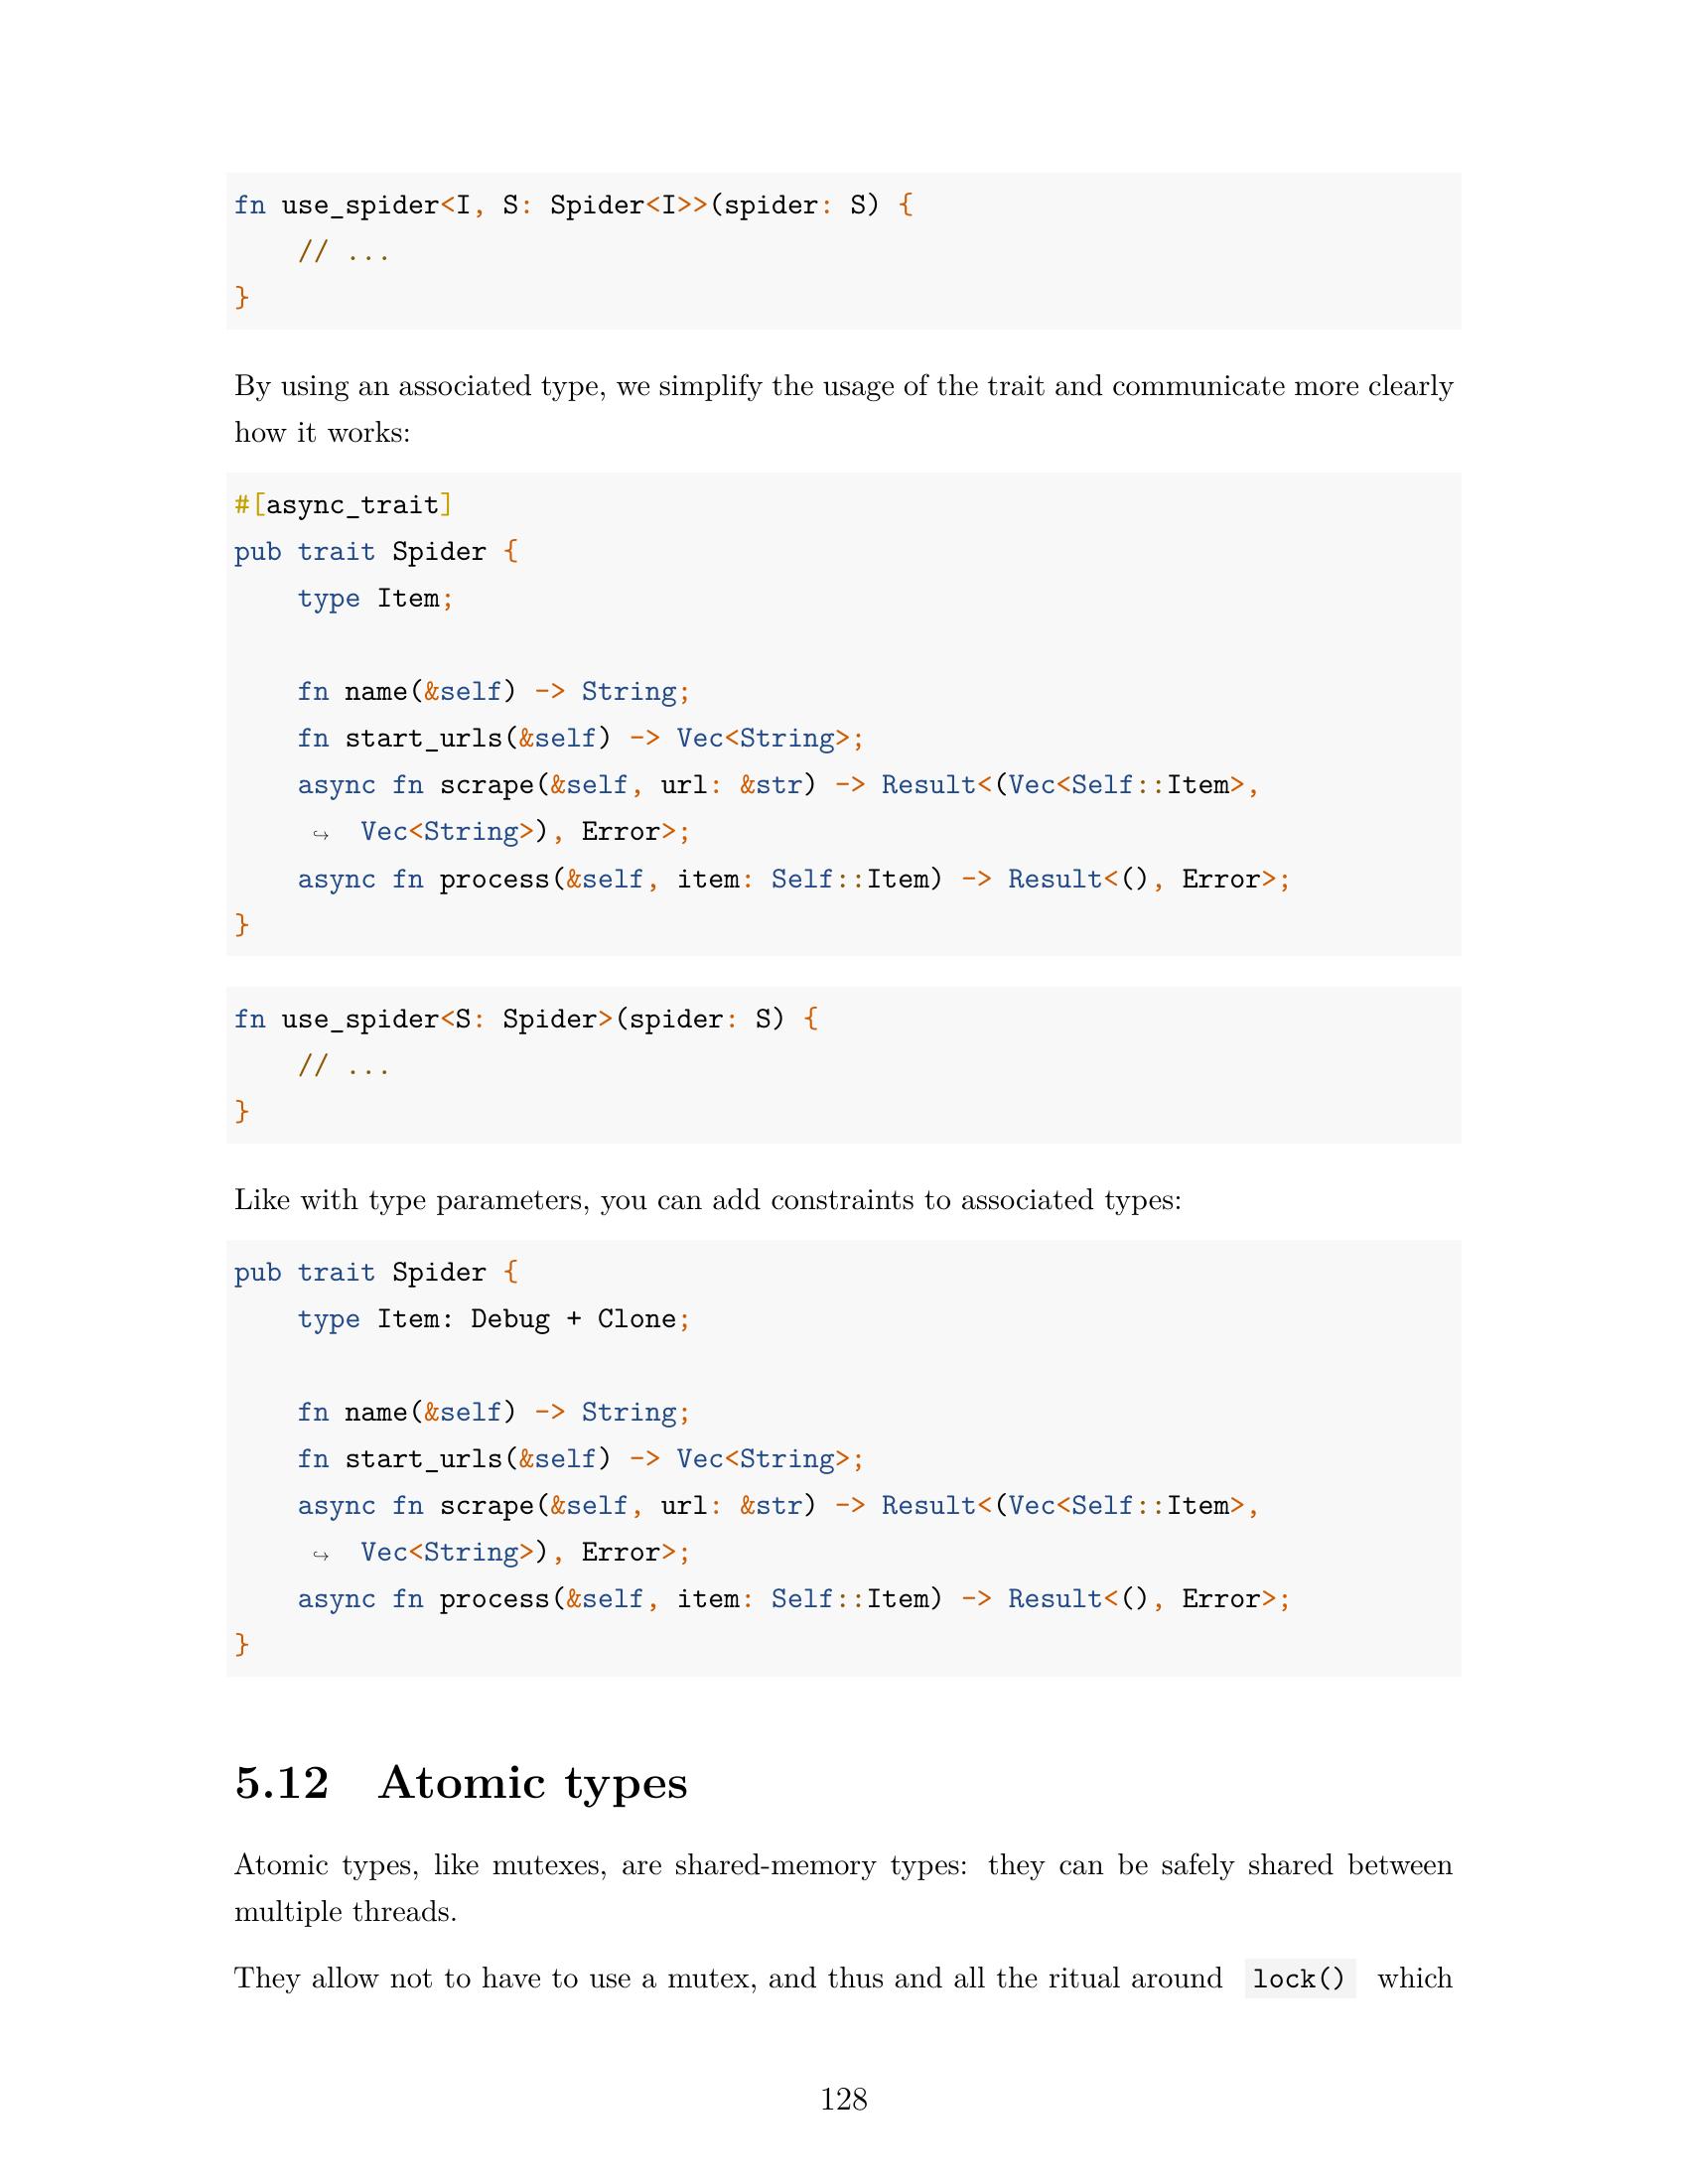 fn use_spider<I, S: Spider<I>>(spider: S) {
    // ...
}
By using an associated type, we simplify the usage of the trait and communicate more clearly
how it works:
#[async_trait]
pub trait Spider {
    type Item;
    fn name(&self) -> String;
    fn start_urls(&self) -> Vec<String>;
    async fn scrape(&self, url: &str) -> Result<(Vec<Self::Item>,
    ↪  Vec<String>), Error>;
    async fn process(&self, item: Self::Item) -> Result<(), Error>;
}
fn use_spider<S: Spider>(spider: S) {
    // ...
}
Like with type parameters, you can add constraints to associated types:
pub trait Spider {
    type Item: Debug + Clone;
    fn name(&self) -> String;
    fn start_urls(&self) -> Vec<String>;
    async fn scrape(&self, url: &str) -> Result<(Vec<Self::Item>,
    ↪  Vec<String>), Error>;
    async fn process(&self, item: Self::Item) -> Result<(), Error>;
}
5.12 Atomic types
Atomic types, like mutexes, are shared-memory types: they can be safely shared between
multiple threads.
They allow not to have to use a mutex, and thus and all the ritual around lock() which
128